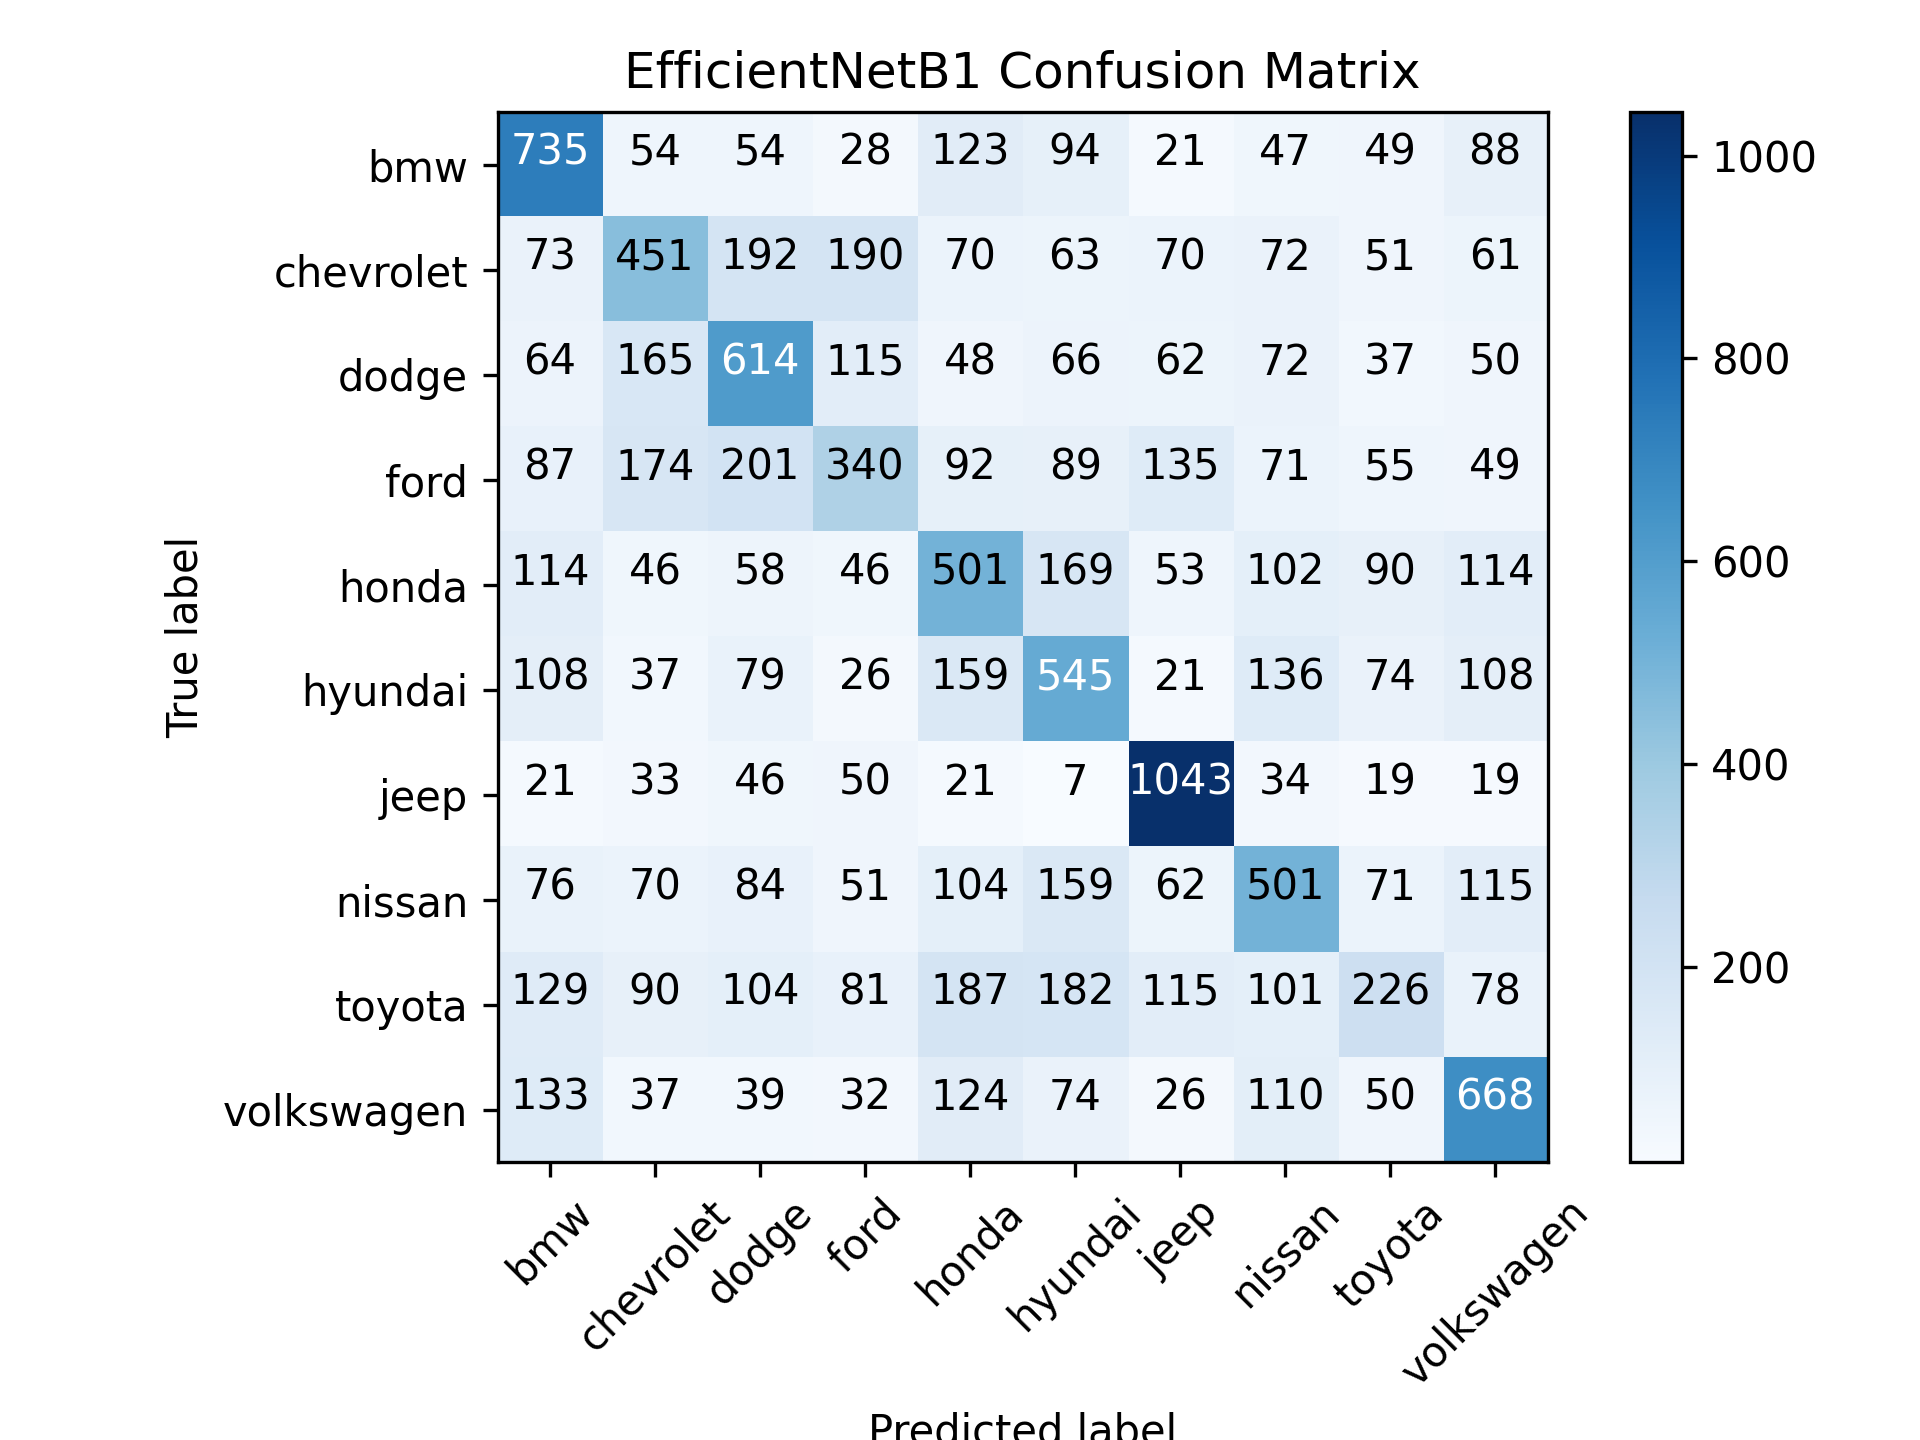 EfficientNetB1 Confusion Matrix
bmw 735 54 54 28 123 94 21 47 49 88
chevrolet 73 451 192 190 70 63 70 72 51 61
dodge 64 165 614 115 48 66 62 72 37 50
ford 87 174 201 340 92 89 135 71 55 49
honda 114 46 58 46 501 169 53 102 90 114
hyundai 108 37 79 26 159 545 21 136 74 108
jeep 21 33 46 50 21 7 1043 34 19 19
nissan 76 70 84 51 104 159 62 501 71 115
toyota 129 90 104 81 187 182 115 101 226 78
volkswagen 133 37 39 32 124 74 26 110 50 668
True label
bmw chevrolet dodge ford honda hyundai jeep nissan toyota volkswagen
Predicted label
1000
800
600
400
200